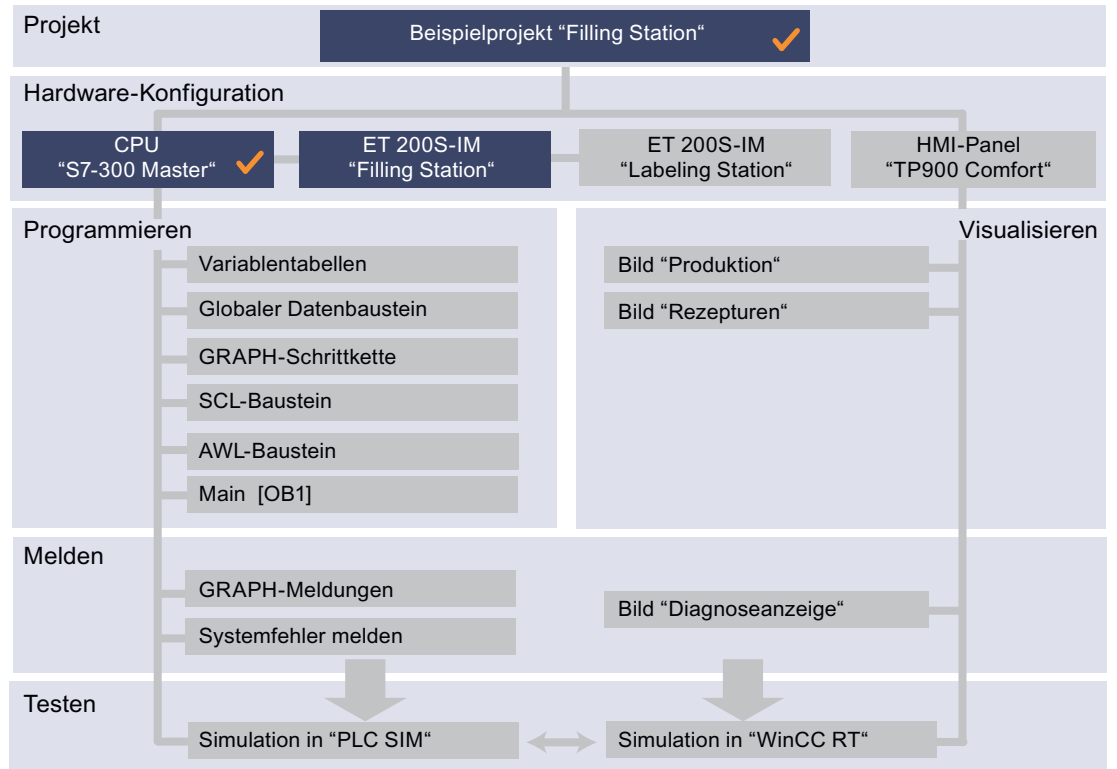 Projekt
Beispielprojekt “Filling Station“
Hardware-Konfiguration
CPU
“S7-300 Master“
ET 200S-IM
“Filling Station“
ET 200S-IM
“Labeling Station“
HMI-Panel
“TP900 Comfort“
Programmieren
Variablentabellen
Globaler Datenbaustein
GRAPH-Schrittkette
SCL-Baustein
AWL-Baustein
Main [OB1]
Visualisieren
Bild “Produktion“
Bild “Rezepturen“
Melden
GRAPH-Meldungen
Systemfehler melden
Bild “Diagnoseanzeige“
Testen
Simulation in “PLC SIM“
Simulation in “WinCC RT“